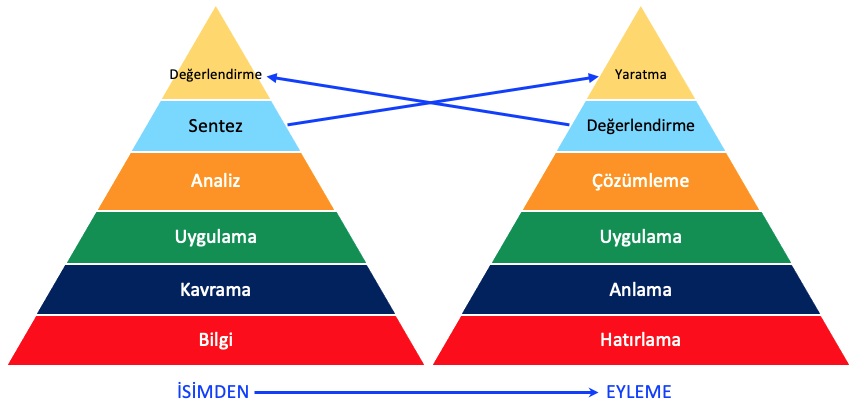 Değerlendirme
Sentez
Analiz
Uygulama
Kavrama
Bilgi
Yaratma
Değerlendirme
Çözümleme
Uygulama
Anlama
Hatırlama
İSİMDEN
EYLEME